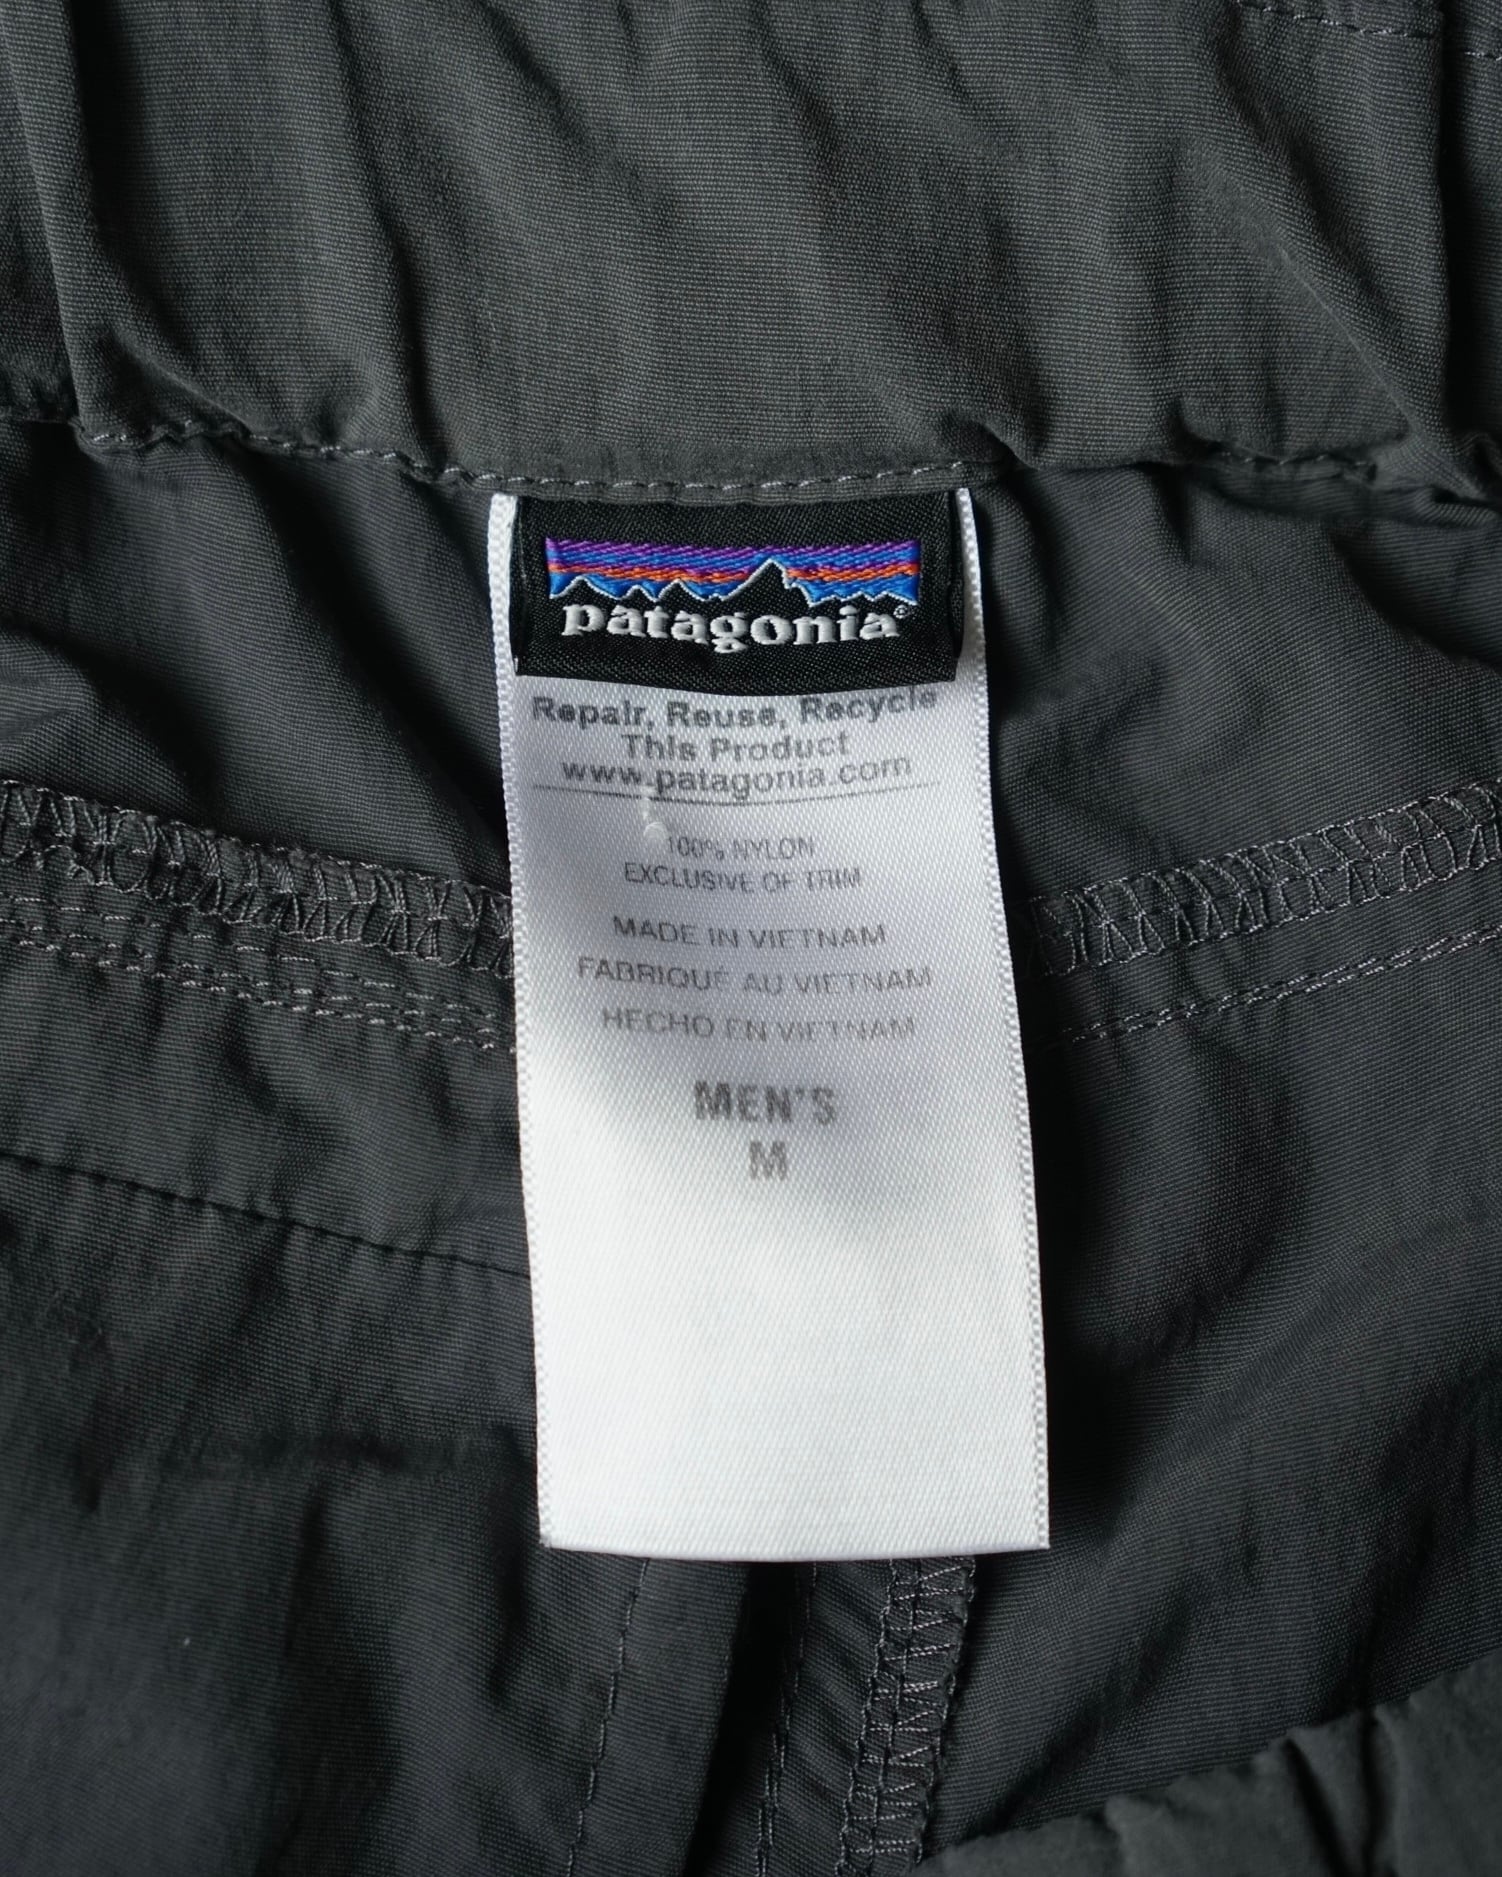 patagonia®
Repair, Reuse, Recycle
This Product
www.patagonia.com
100% NYLON
EXCLUSIVE OF TRIM
MADE IN VIETNAM
FABRIQUÉ AU VIETNAM
HECHO EN VIETNAM
MEN'S
M